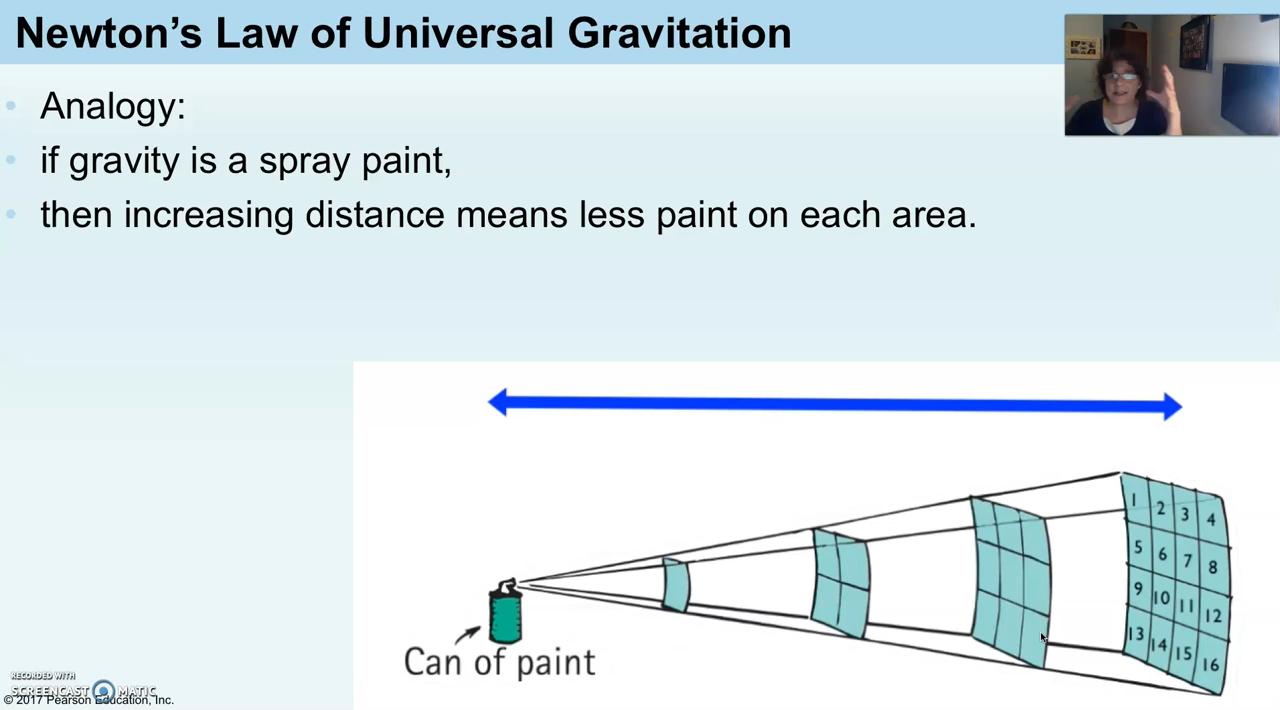 Newton's Law of Universal Gravitation
• Analogy:
• if gravity is a spray paint,
• then increasing distance means less paint on each area.
1 2 3 4
5 6 7 8
9 10 11 12
13 14 15 16
Can of paint
RECORDED WITH
SCREENCAST MATIC
© 2017 Pearson Education, Inc.